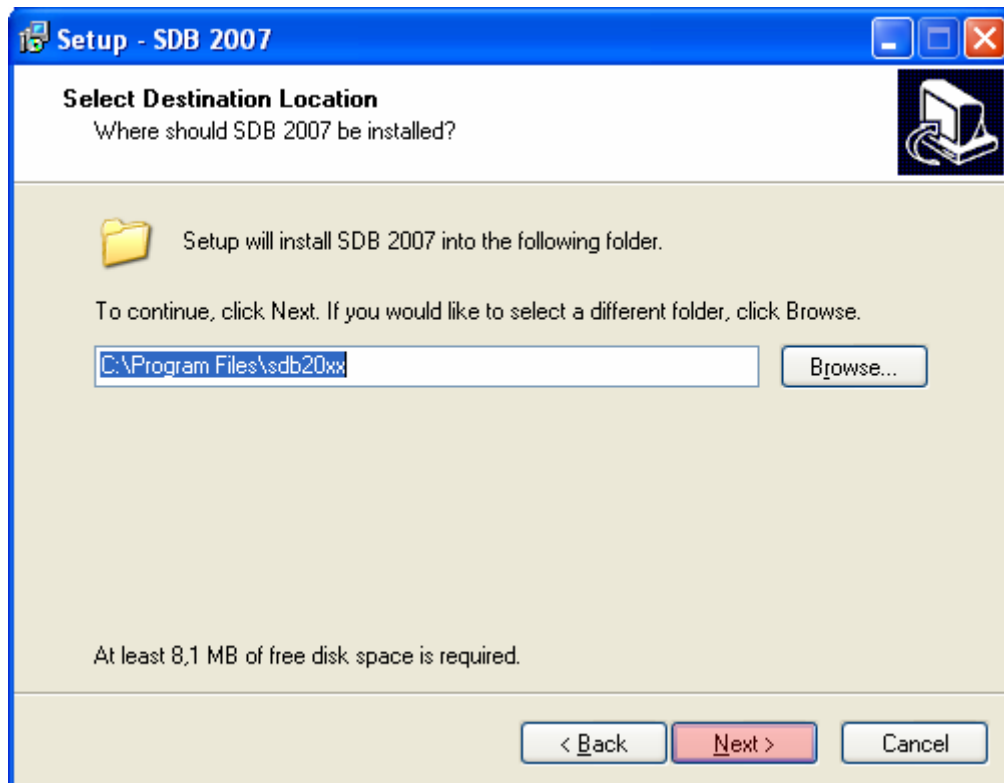 Setup - SDB 2007
Select Destination Location
Where should SDB 2007 be installed?
Setup will install SDB 2007 into the following folder.
To continue, click Next. If you would like to select a different folder, click Browse.
C:\Program Files\sdb20xx
Browse...
At least 8,1 MB of free disk space is required.
< Back Next > Cancel